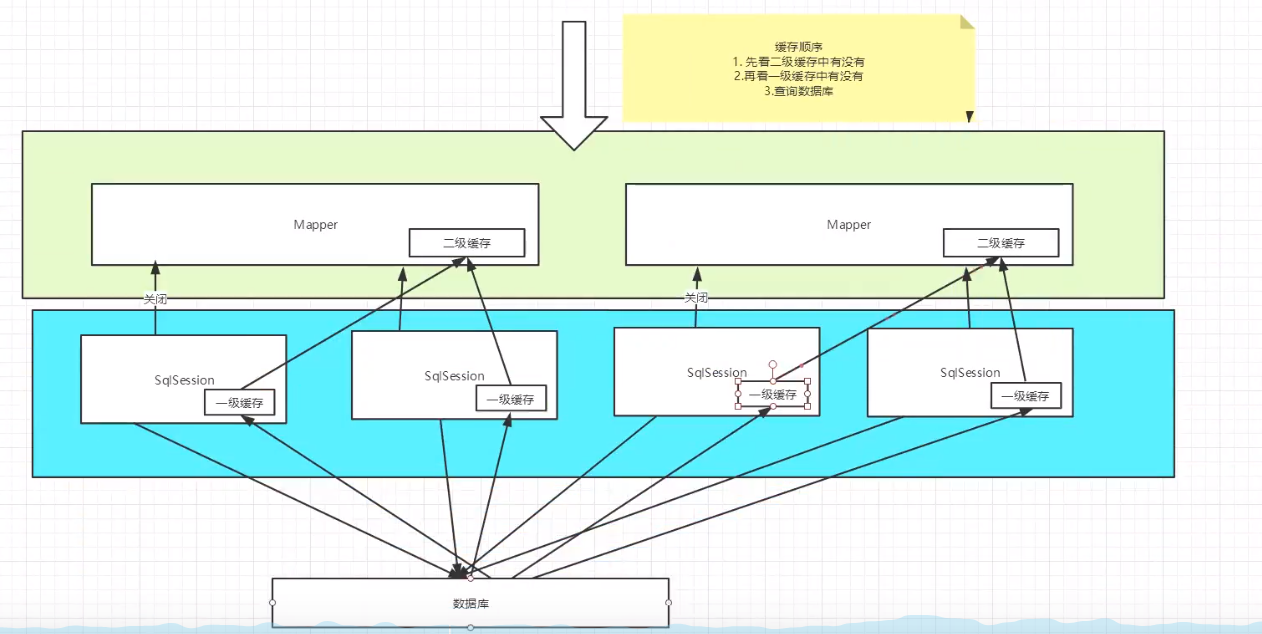 缓存顺序
1. 先看二级缓存中有没有
2.再看一级缓存中有没有
3.查询数据库
Mapper
二级缓存
Mapper
二级缓存
关闭
关闭
SqlSession
一级缓存
SqlSession
一级缓存
SqlSession
一级缓存
SqlSession
一级缓存
数据库